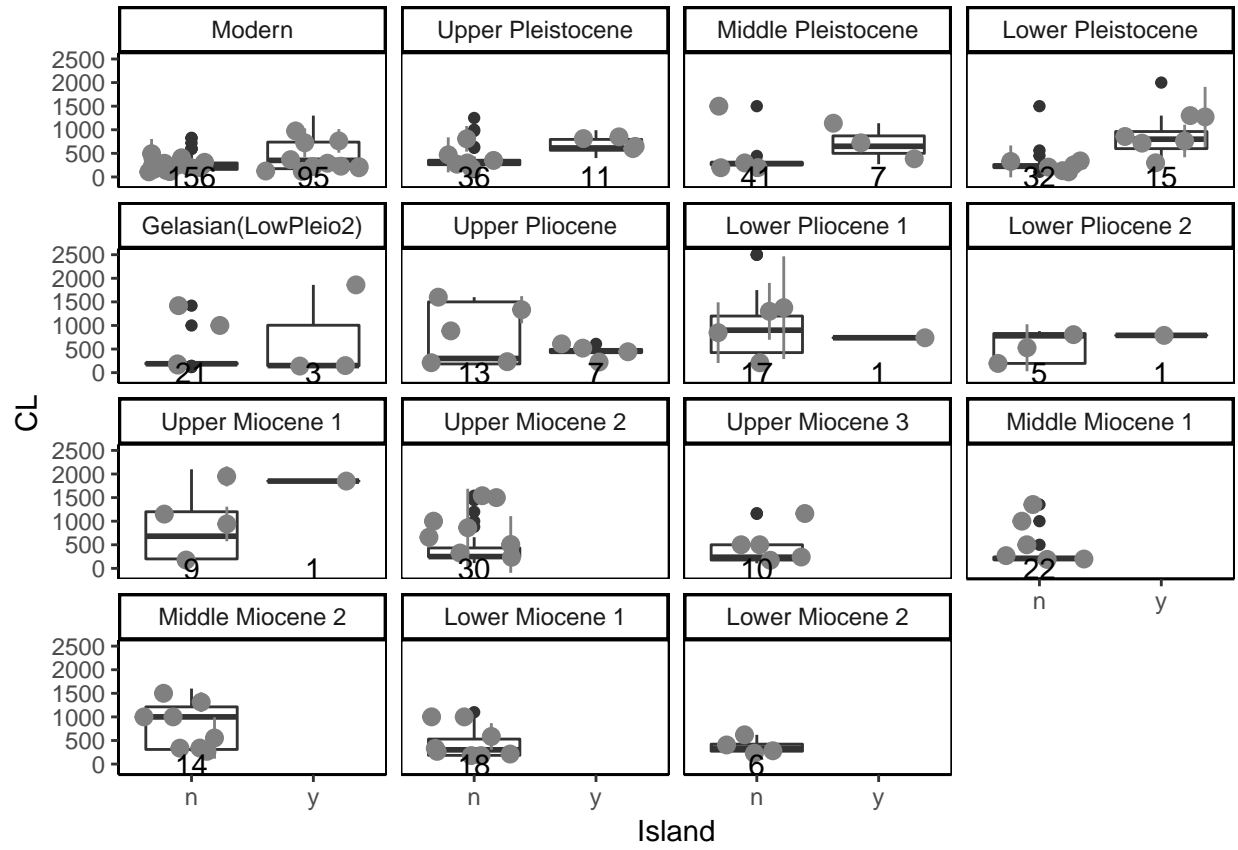 Modern Upper Pleistocene Middle Pleistocene Lower Pleistocene
2500
2000
1500
1000
500
0
156 95 36 11 41 7 32 15
Gelasian(LowPleio2) Upper Pliocene Lower Pliocene 1 Lower Pliocene 2
2500
2000
1500
1000
500
0
21 3 13 7 17 1 5 1
CL
Upper Miocene 1 Upper Miocene 2 Upper Miocene 3 Middle Miocene 1
2500
2000
1500
1000
500
0
9 1 30 10 22
n y
Middle Miocene 2 Lower Miocene 1 Lower Miocene 2
2500
2000
1500
1000
500
0
14 18 6
n y n y n y
Island